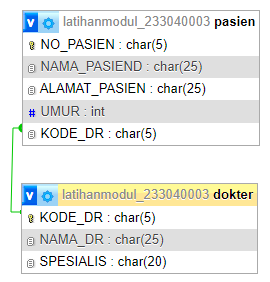 v latihanmodul_233040003 pasien
NO_PASIEN : char(5)
NAMA_PASIEND : char(25)
ALAMAT_PASIEN : char(25)
# UMUR : int
KODE_DR : char(5)
v latihanmodul_233040003 dokter
KODE_DR : char(5)
NAMA_DR : char(25)
SPESIALIS : char(20)